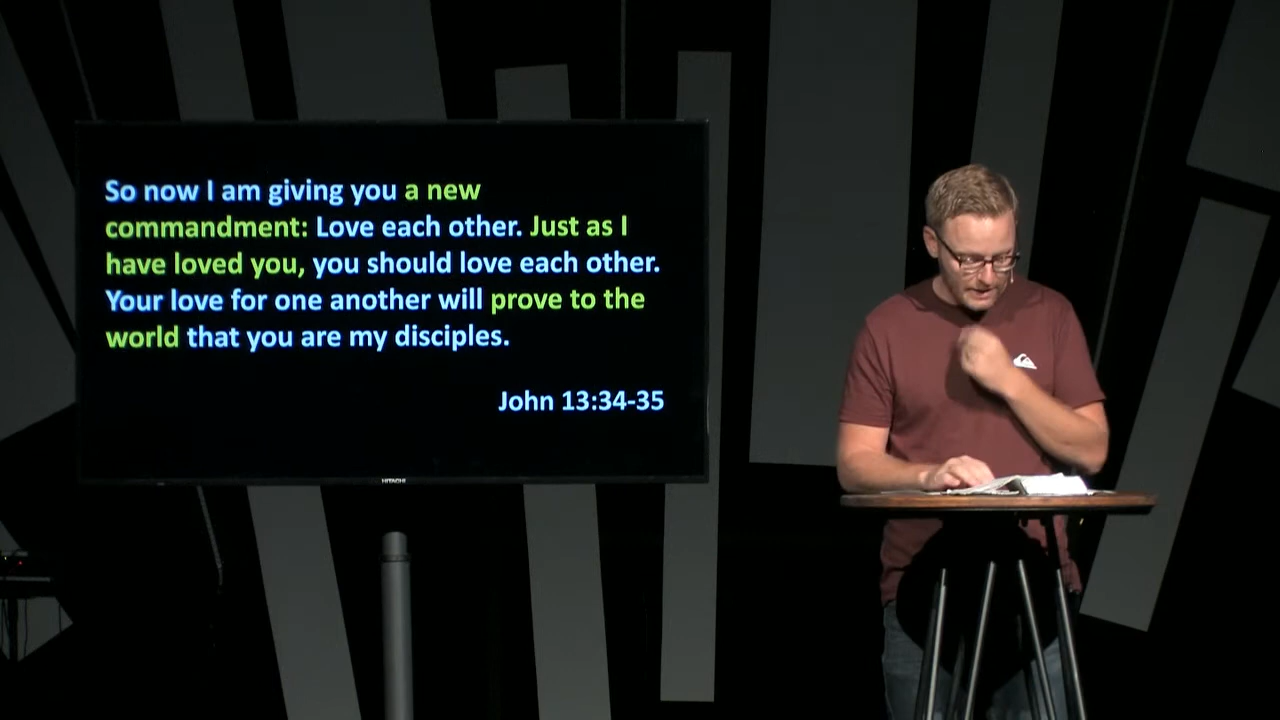 So now I am giving you a new
commandment: Love each other. Just as I
have loved you, you should love each other.
Your love for one another will prove to the
world that you are my disciples.
John 13:34-35
HITACHI